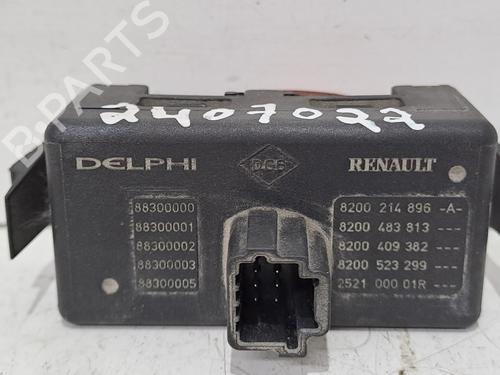 B-PARTS
2407022
DELPHI
RENAULT
88300000
88300001
88300002
88300003
88300005
8200 214 896 -A-
8200 483 813 ---
8200 409 382 ---
8200 523 299 ---
2521 000 01R ---